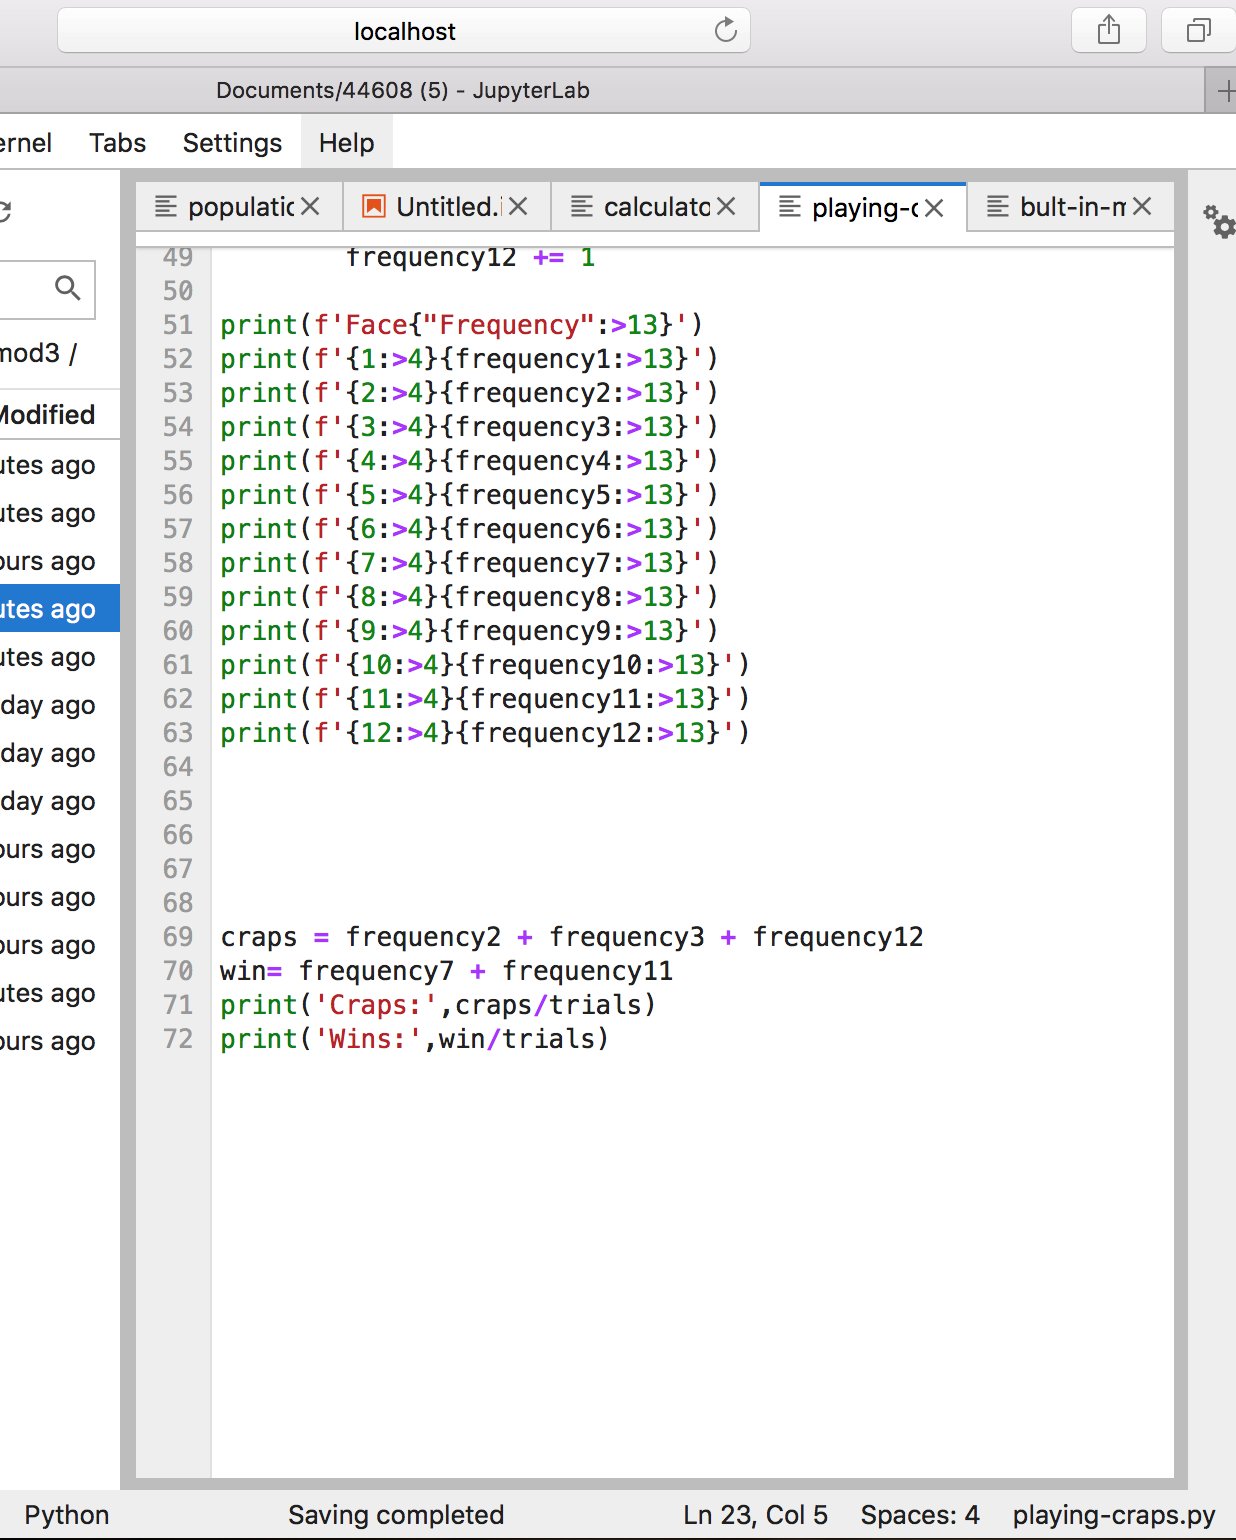 localhost
Documents/44608 (5) - JupyterLab
ernel Tabs Settings Help
populatic Untitled.i calculato playing-c bult-in-m
mod3 /
Modified
utes ago
utes ago
ours ago
utes ago
utes ago
day ago
day ago
day ago
ours ago
ours ago
ours ago
utes ago
ours ago
49 frequency12 += 1
50
51 print(f'Face{"Frequency":>13}')
52 print(f'{1:>4}{frequency1:>13}')
53 print(f'{2:>4}{frequency2:>13}')
54 print(f'{3:>4}{frequency3:>13}')
55 print(f'{4:>4}{frequency4:>13}')
56 print(f'{5:>4}{frequency5:>13}')
57 print(f'{6:>4}{frequency6:>13}')
58 print(f'{7:>4}{frequency7:>13}')
59 print(f'{8:>4}{frequency8:>13}')
60 print(f'{9:>4}{frequency9:>13}')
61 print(f'{10:>4}{frequency10:>13}')
62 print(f'{11:>4}{frequency11:>13}')
63 print(f'{12:>4}{frequency12:>13}')
64
65
66
67
68
69 craps = frequency2 + frequency3 + frequency12
70 win= frequency7 + frequency11
71 print('Craps:',craps/trials)
72 print('Wins:',win/trials)
Python Saving completed Ln 23, Col 5 Spaces: 4 playing-craps.py